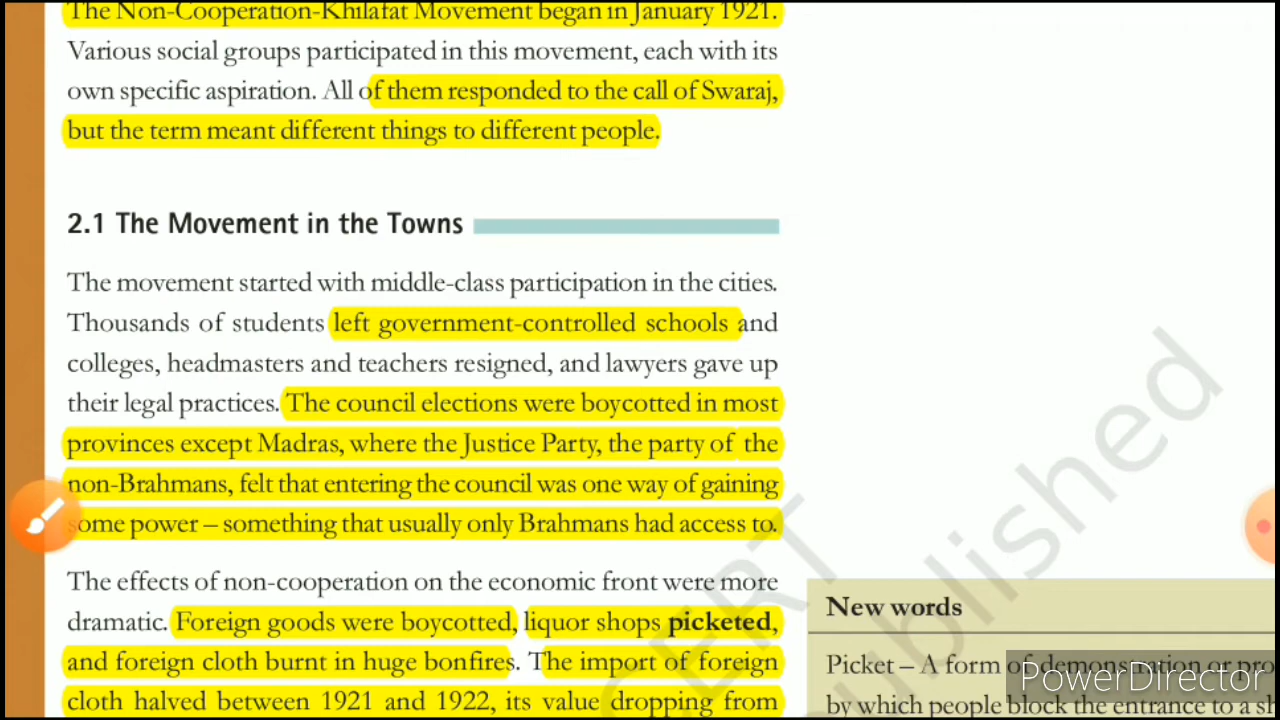 The Non-Cooperation-Khilafat Movement began in January 1921.
Various social groups participated in this movement, each with its
own specific aspiration. All of them responded to the call of Swaraj,
but the term meant different things to different people.
2.1 The Movement in the Towns
The movement started with middle-class participation in the cities.
Thousands of students left government-controlled schools and
colleges, headmasters and teachers resigned, and lawyers gave up
their legal practices. The council elections were boycotted in most
provinces except Madras, where the Justice Party, the party of the
non-Brahmans, felt that entering the council was one way of gaining
some power – something that usually only Brahmans had access to.
The effects of non-cooperation on the economic front were more
dramatic. Foreign goods were boycotted, liquor shops picketed,
and foreign cloth burnt in huge bonfires. The import of foreign
cloth halved between 1921 and 1922, its value dropping from
New words
Picket – A form of demonstration or pro
by which people block the entrance to a sh
PowerDirector
CERT
ublished